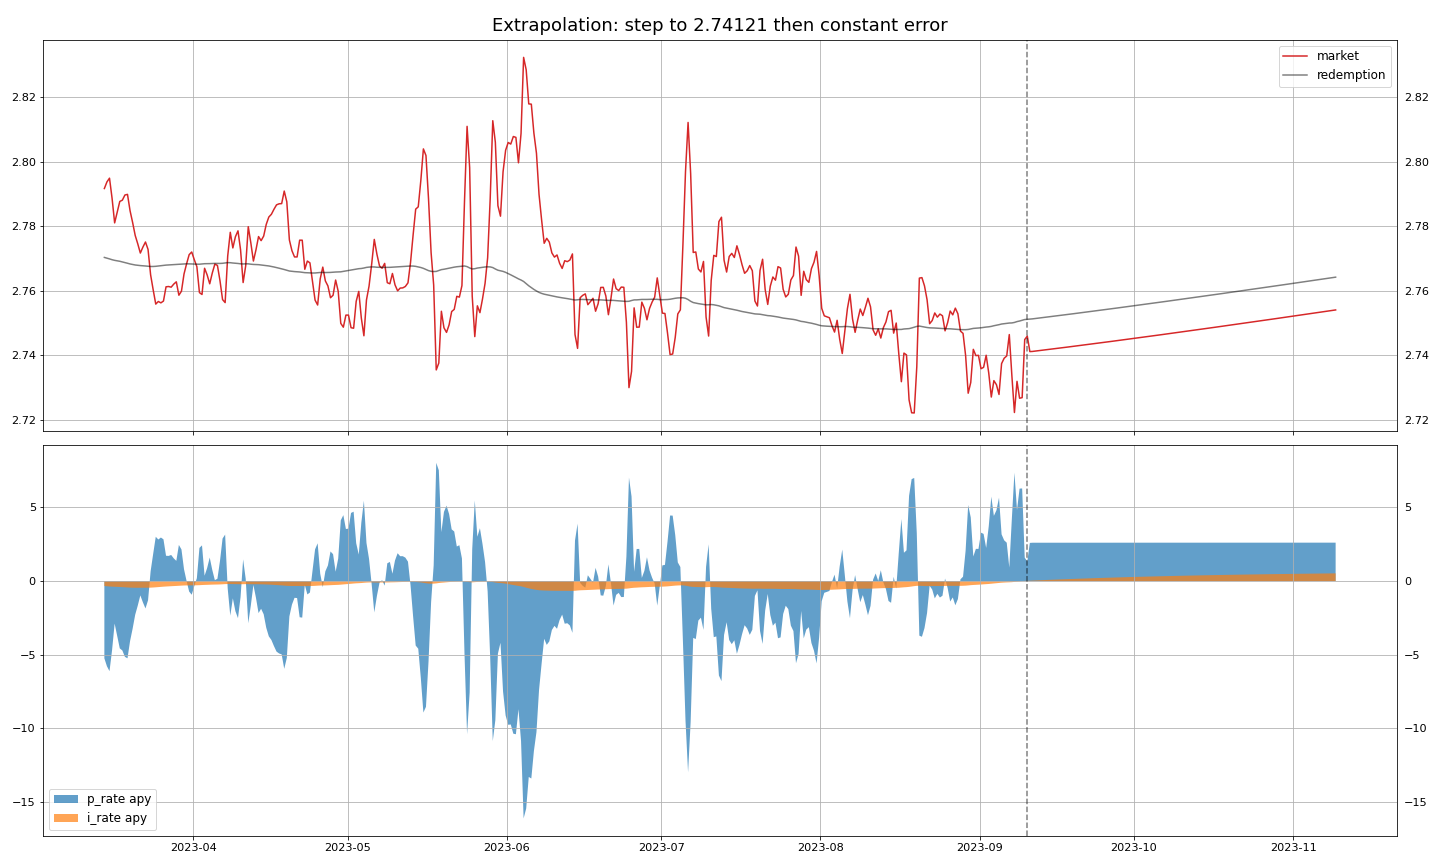 Extrapolation: step to 2.74121 then constant error
market
redemption
2.82 2.82
2.80 2.80
2.78 2.78
2.76 2.76
2.74 2.74
2.72 2.72
5 5
0 0
−5 −5
−10 −10
−15 −15
p_rate apy
i_rate apy
2023-04 2023-05 2023-06 2023-07 2023-08 2023-09 2023-10 2023-11